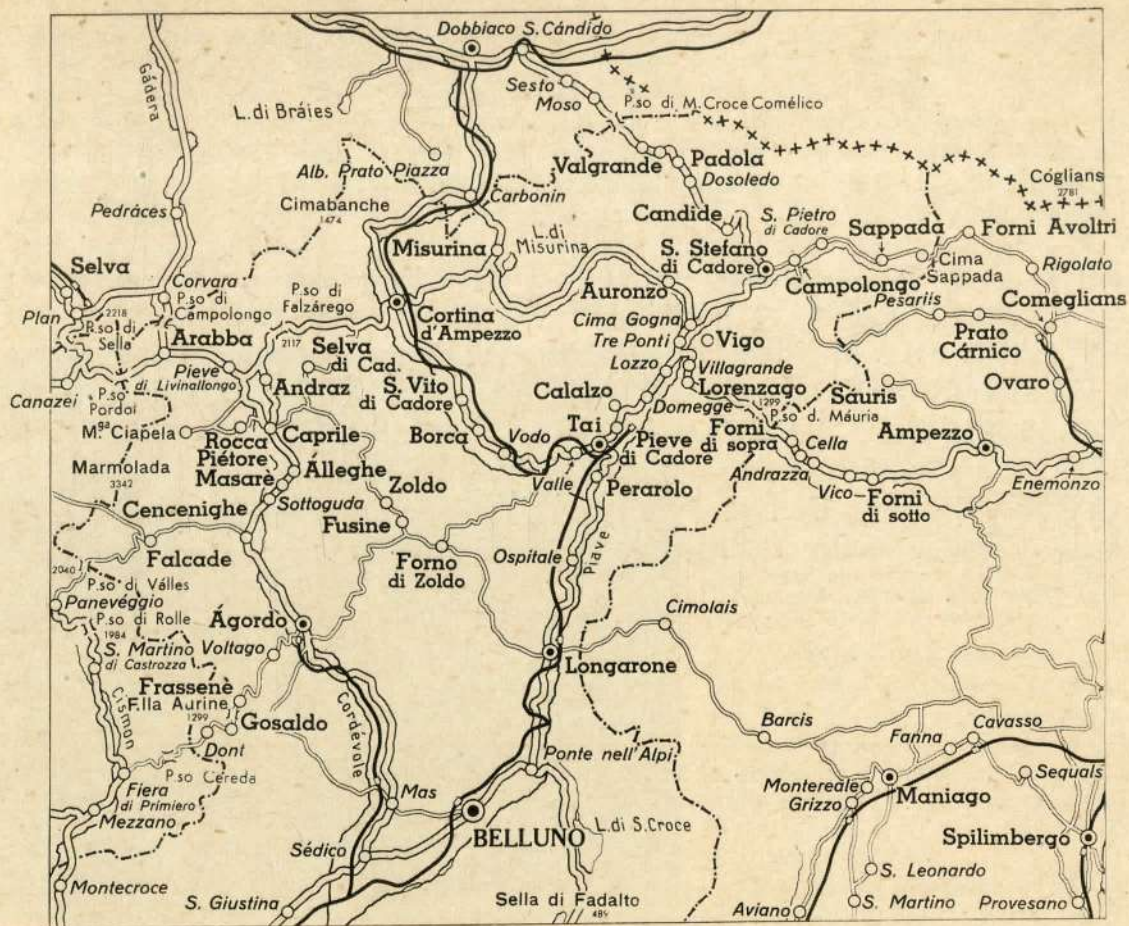 Dobbiaco
S. Cándido
Gádera
Sesto
Moso
P.so di M. Croce Comélico
L. di Bráies
Valgrande
Padola
Dosoledo
Alb. Prato Piazza
Coglians
2781
Carbonin
Cimabanche
1474
Pedráces
Candide
S. Pietro
di Cadore
Sappada
Forni Avoltri
Misurina
L. di
Misurina
S. Stefano
di Cadore
Cima
Sappada
Rigolato
Selva
Corvara
P.so di
Campolongo
P.so di
Falzárego
2117
Auronzo
Campolongo
Pesariis
Comeglians
Plan
2218
P.so di
Sella
Cortina
d'Ampezzo
Cima Gogna
Tre Ponti
Vigo
Prato
Cárnico
Arabba
Selva
di Cad.
Lozzo
Villagrande
Pieve
di Livinallongo
Andraz
S. Vito
di Cadore
Calalzo
Lorenzago
Sáuris
Ovaro
Canazei
P.so
Pordoi
Domegge
1299
P.so d. Máuria
Mªª Ciapela
Rocca
Piétore
Caprile
Borca
Vodo
Tai
Pieve
di Cadore
Forni
di sopra
Cella
Ampezzo
Marmolada
3342
Masarè
Álleghe
Valle
Perarolo
Andrazza
Vico
Forni
di sotto
Enemonzo
Sottoguda
Zoldo
Cencenighe
Fusine
Falcade
Forno
di Zoldo
Ospitale
Piave
2040
P.so di Válles
Panevéggio
P.so di Rolle
1984
Ágordo
Cimolais
S. Martino
di Castrozza
Voltago
Longarone
Frassenè
F.lla Aurine
1299
Gosaldo
Cordévole
Cismon
Barcis
Cavasso
Fanna
Dont
Ponte nell'Alpi
P.so Cereda
Fiera
di Primiero
Mezzano
Mas
Montereale
Grizzo
Maniago
Sequals
BELLUNO
L. di S. Croce
Spilimbergo
Sédico
S. Leonardo
Montecroce
S. Giustina
Sella di Fadalto
489
Aviano
S. Martino
Provesano